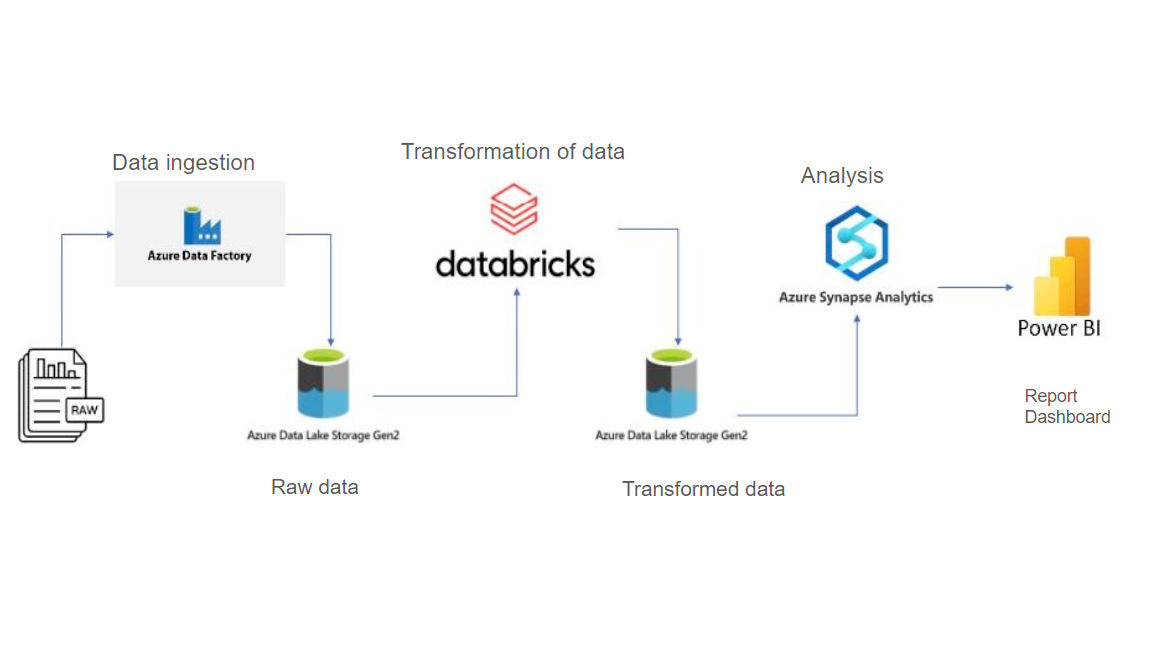 Data ingestion
Azure Data Factory
RAW
Azure Data Lake Storage Gen2
Raw data
Transformation of data
databricks
Azure Data Lake Storage Gen2
Transformed data
Analysis
Azure Synapse Analytics
Power BI
Report
Dashboard